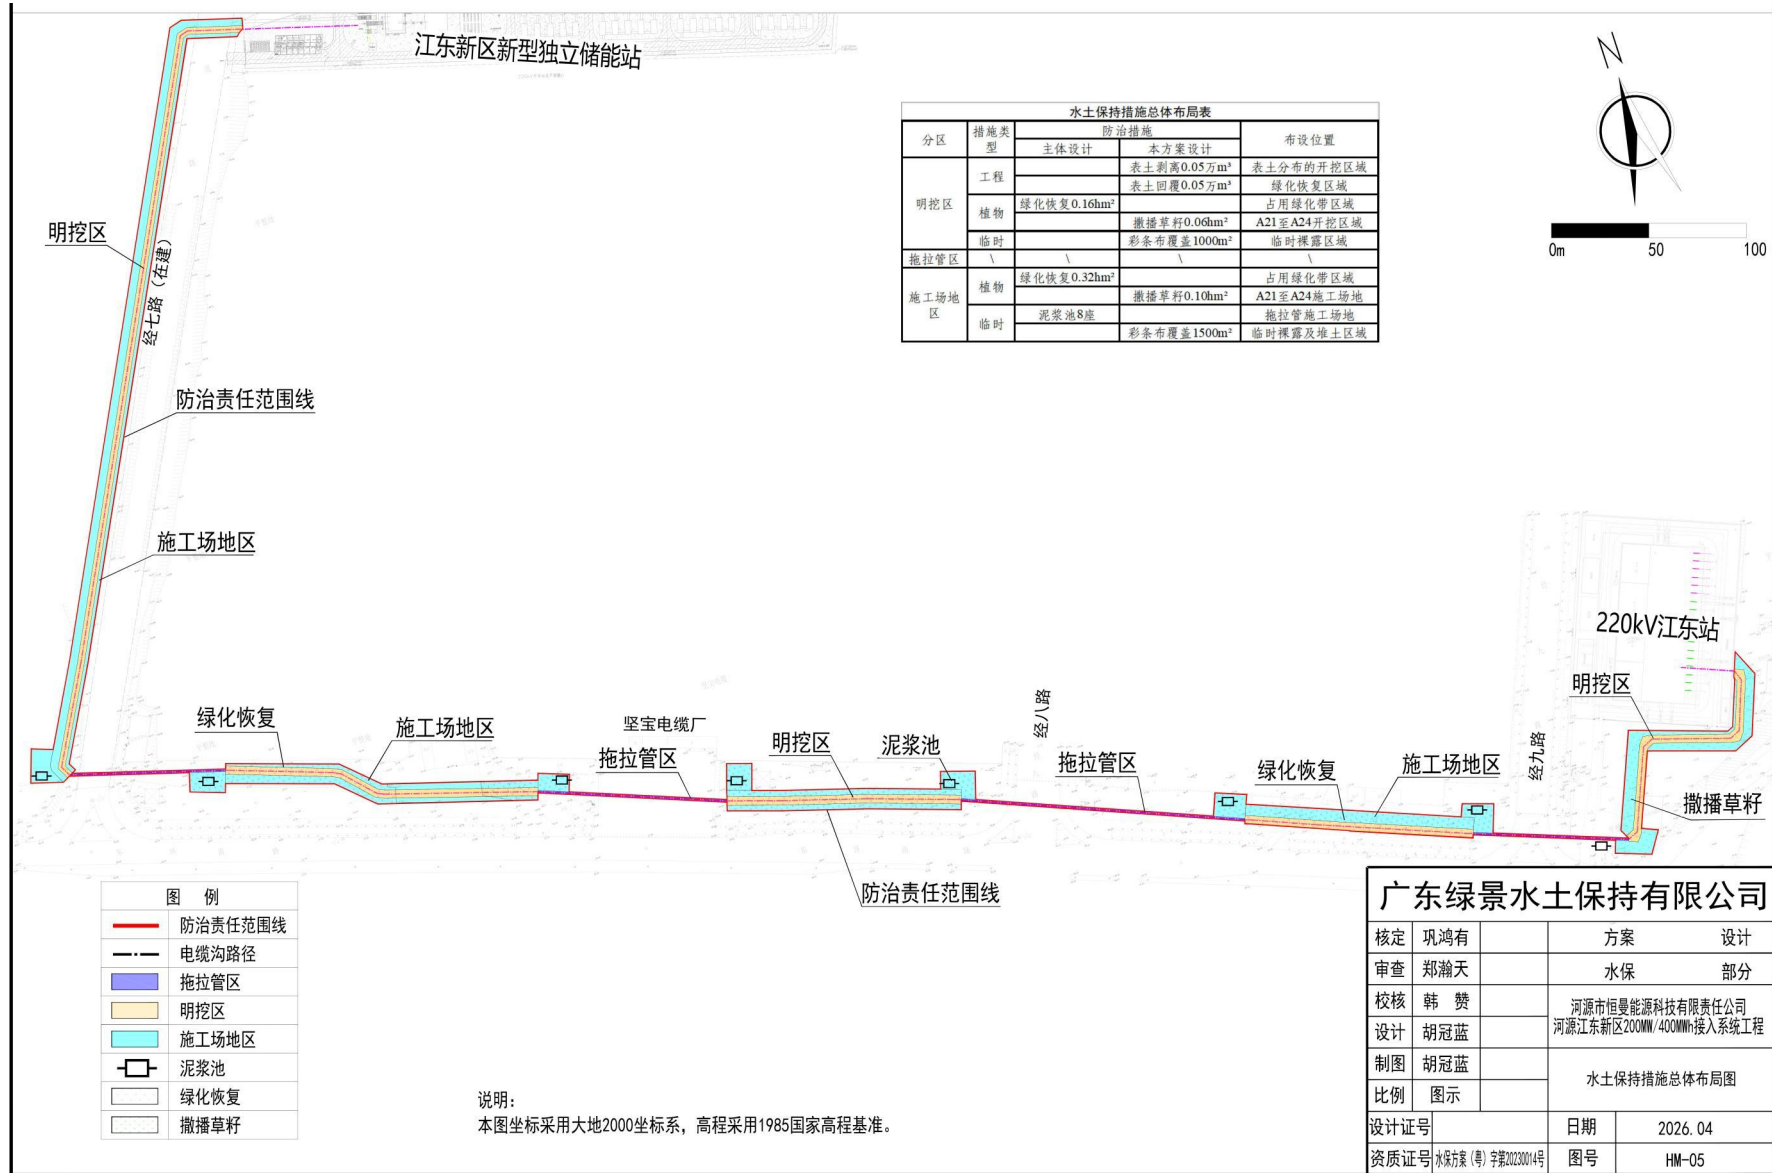 江东新区新型独立储能站
N
0m 50 100
水土保持措施总体布局表
分区 措施类型 防治措施 布设位置
主体设计 本方案设计
明挖区 工程 表土剥离0.05万m³ 表土分布的开挖区域
表土回覆0.05万m³ 绿化恢复区域
植物 绿化恢复0.16hm² 占用绿化带区域
撒播草籽0.06hm² A21至A24开挖区域
临时 彩条布覆盖1000m² 临时裸露区域
拖拉管区 \ \ \ \
施工场地区 植物 绿化恢复0.32hm² 占用绿化带区域
撒播草籽0.10hm² A21至A24施工场地
临时 泥浆池8座 拖拉管施工场地
彩条布覆盖1500m² 临时裸露及堆土区域
明挖区
经七路（在建）
防治责任范围线
施工场地区
220kV江东站
明挖区
绿化恢复
施工场地区
坚宝电缆厂
拖拉管区
明挖区
泥浆池
经八路
拖拉管区
绿化恢复
施工场地区
经九路
撒播草籽
防治责任范围线
图 例
防治责任范围线
电缆沟路径
拖拉管区
明挖区
施工场地区
泥浆池
绿化恢复
撒播草籽
说明：
本图坐标采用大地2000坐标系，高程采用1985国家高程基准。
广东绿景水土保持有限公司
核定 巩鸿有 方案 设计
审查 郑瀚天 水保 部分
校核 韩 赞 河源市恒曼能源科技有限责任公司
设计 胡冠蓝 河源江东新区200MW/400MWh接入系统工程
制图 胡冠蓝 水土保持措施总体布局图
比例 图示
设计证号 日期 2026.04
资质证号 水保方案（粤）字第20230014号 图号 HM-05